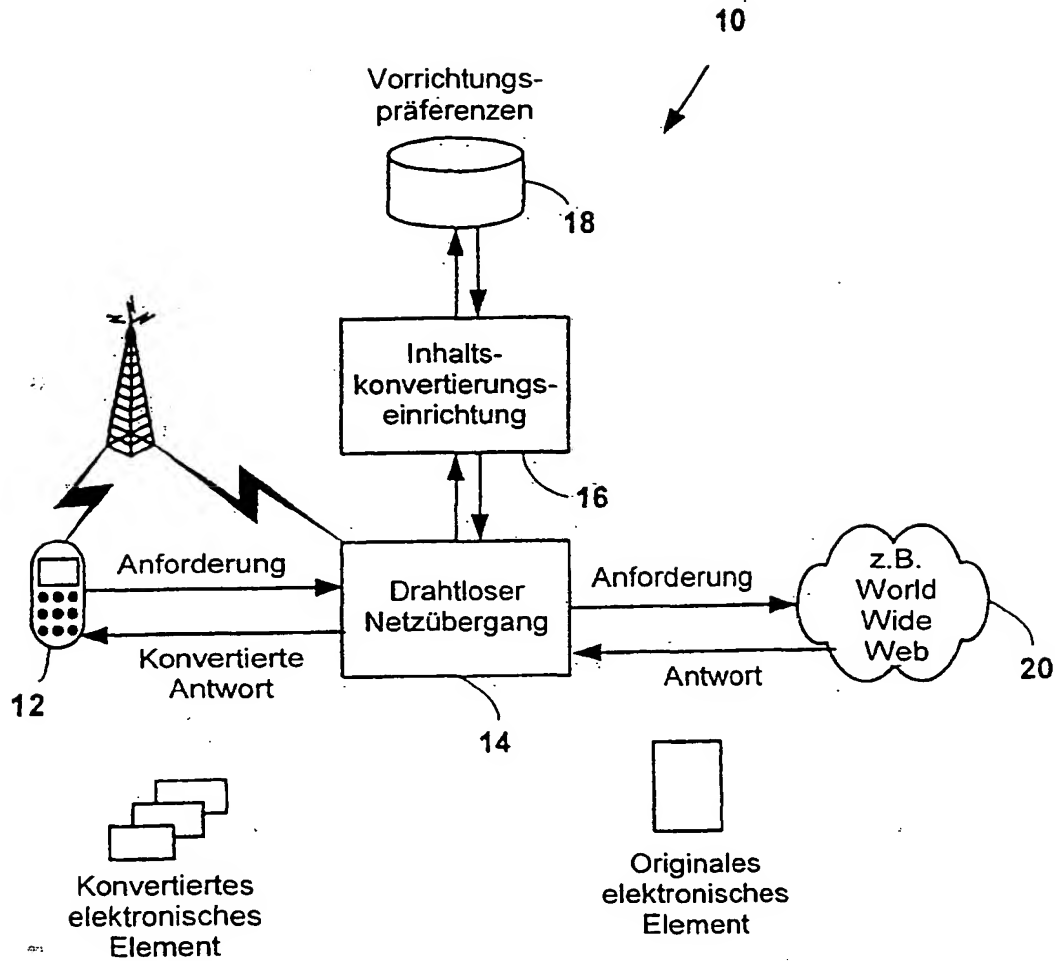 10
Vorrichtungs-
präferenzen
18
Inhalts-
konvertierungs-
einrichtung
16
Anforderung
Konvertierte
Antwort
12
Drahtloser
Netzübergang
14
Anforderung
Antwort
z.B.
World
Wide
Web
20
Konvertiertes
elektronisches
Element
Originales
elektronisches
Element